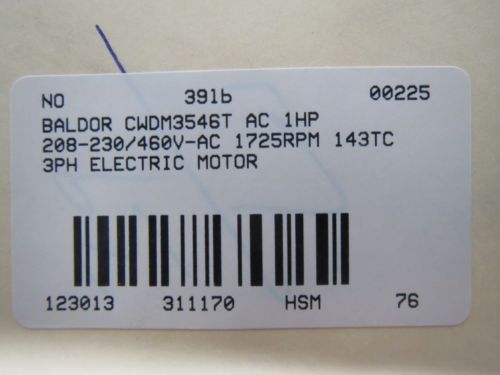 NO 39lb 00225
BALDOR CWDM3546T AC 1HP
208-230/460V-AC 1725RPM 143TC
3PH ELECTRIC MOTOR
123013 311170 HSM 76